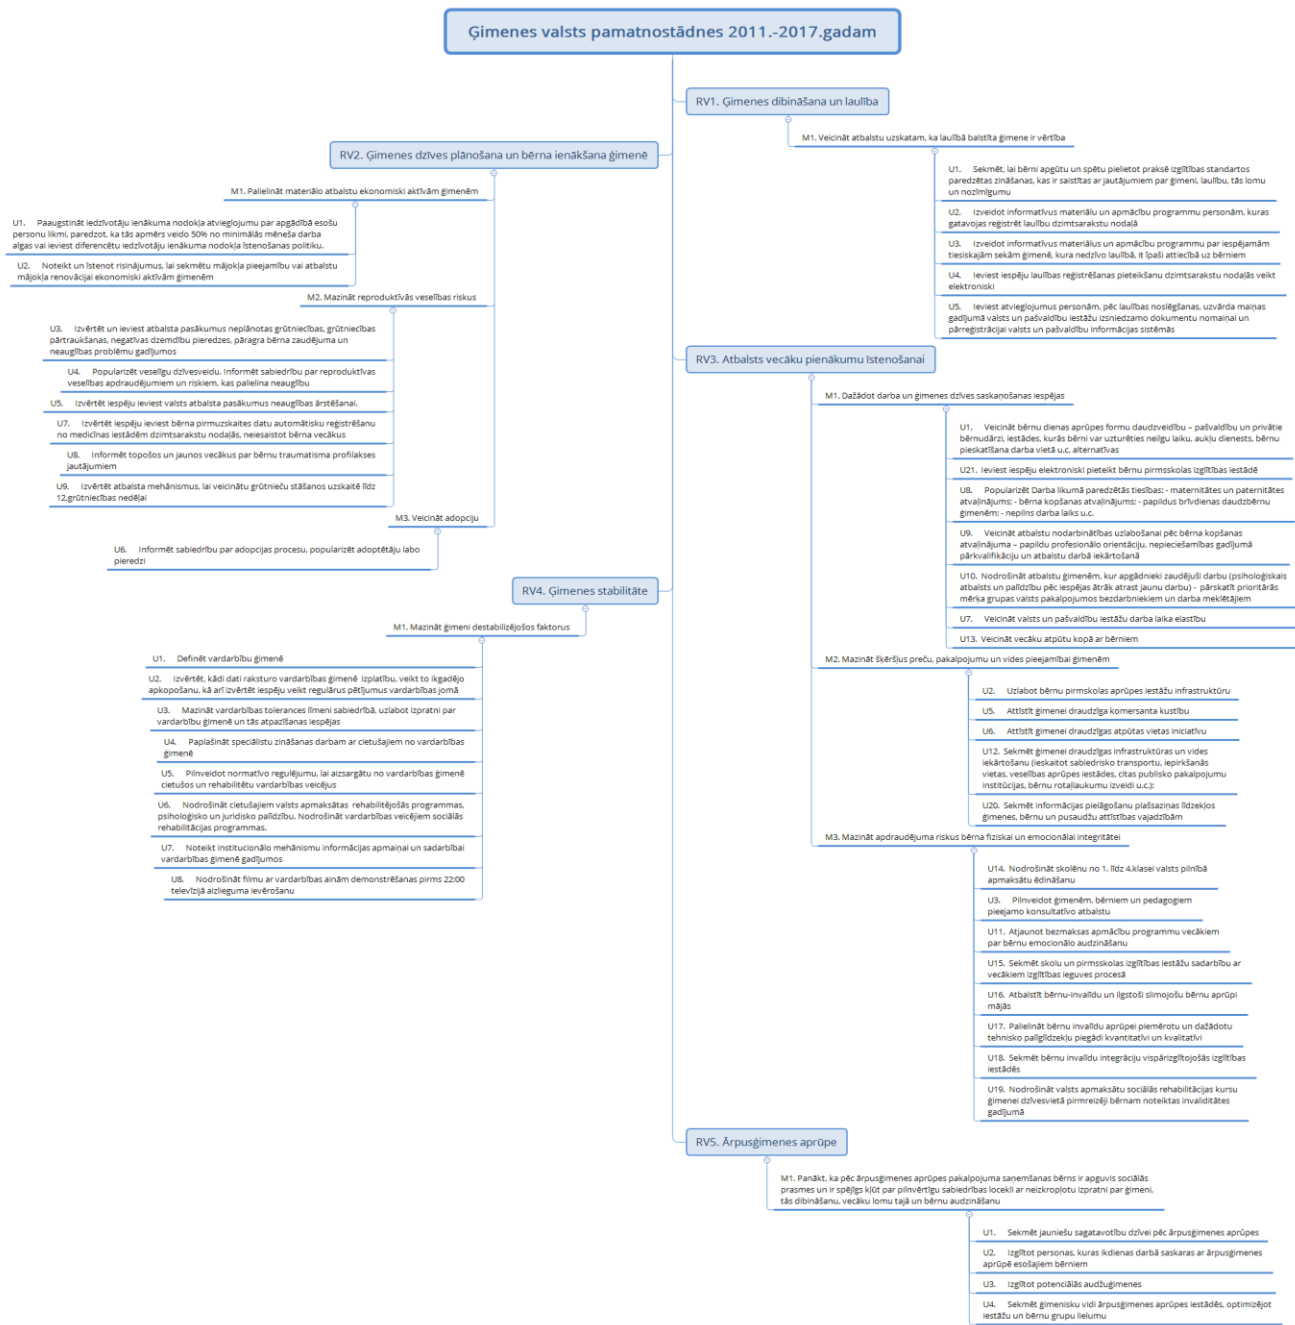 Ģimenes valsts pamatnostādnes 2011.-2017.gadam
RV1. Ģimenes dibināšana un laulība
M1. Veicināt atbalstu uzskatam, ka laulībā balstīta ģimene ir vērtība
U1. Sekmēt, lai bērni apgūtu un spētu pielietot praksē izglītības standartos
paredzētas zināšanas, kas ir saistītas ar jautājumiem par ģimeni, laulību, tās lomu
un nozīmīgumu
U2. Izveidot informatīvus materiālu un apmācību programmu personām, kuras
gatavojas reģistrēt laulību dzimtsarakstu nodaļā
U3. Izveidot informatīvus materiālus un apmācību programmu par iespējamām
tiesiskajām sekām ģimenē, kura nedzīvo laulībā, it īpaši attiecībā uz bērniem
U4. Ieviest iespēju laulības reģistrēšanas pieteikšanu dzimtsarakstu nodaļās veikt
elektroniski
U5. Ieviest atvieglojumus personām, pēc laulības noslēgšanas, uzvārda maiņas
gadījumā valsts un pašvaldību iestāžu izsniedzamo dokumentu nomaiņai un
pārreģistrācijai valsts un pašvaldību informācijas sistēmās
RV2. Ģimenes dzīves plānošana un bērna ienākšana ģimenē
M1. Palielināt materiālo atbalstu ekonomiski aktīvām ģimenēm
U1. Paaugstināt iedzīvotāju ienākuma nodokļa atvieglojumu par apgādībā esošu
personu likmi, paredzot, ka tās apmērs veido 50% no minimālās mēneša darba
algas vai ieviest diferencētu iedzīvotāju ienākuma nodokļa īstenošanas politiku.
U2. Noteikt un īstenot risinājumus, lai sekmētu mājokļa pieejamību vai atbalstu
mājokļa renovācijai ekonomiski aktīvām ģimenēm
M2. Mazināt reproduktīvās veselības riskus
U3. Izvērtēt un ieviest atbalsta pasākumus neplānotas grūtniecības, grūtniecības
pārtraukšanas, negatīvas dzemdību pieredzes, pāragra bērna zaudējuma un
neauglības problēmu gadījumos
U4. Popularizēt veselīgu dzīvesveidu. Informēt sabiedrību par reproduktīvās
veselības apdraudējumiem un riskiem, kas palielina neauglību
U5. Izvērtēt iespēju ieviest valsts atbalsta pasākumus neauglības ārstēšanai.
U7. Izvērtēt iespēju ieviest bērna pirmuzskaites datu automātisku reģistrēšanu
no medicīnas iestādēm dzimtsarakstu nodaļās, neiesaistot bērna vecākus
U8. Informēt topošos un jaunos vecākus par bērnu traumatisma profilakses
jautājumiem
U9. Izvērtēt atbalsta mehānismus, lai veicinātu grūtnieču stāšanos uzskaitē līdz
12.grūtniecības nedēļai
M3. Veicināt adopciju
U6. Informēt sabiedrību par adopcijas procesu, popularizēt adoptētāju labo
pieredzi
RV3. Atbalsts vecāku pienākumu īstenošanai
M1. Dažādot darba un ģimenes dzīves saskaņošanas iespējas
U1. Veicināt bērnu dienas aprūpes formu daudzveidību – pašvaldību un privātie
bērnudārzi, iestādes, kurās bērni var uzturēties neilgu laiku, aukļu dienests, bērnu
pieskatīšana darba vietā u.c. alternatīvas
U21. Ieviest iespēju elektroniski pieteikt bērnu pirmsskolas izglītības iestādē
U8. Popularizēt Darba likumā paredzētās tiesības: - maternitātes un paternitātes
atvaļinājums; - bērna kopšanas atvaļinājums; - papildus brīvdienas daudzbērnu
ģimenēm; - nepilns darba laiks u.c.
U9. Veicināt atbalstu nodarbinātības uzlabošanai pēc bērna kopšanas
atvaļinājuma – papildu profesionālo orientāciju, nepieciešamības gadījumā
pārkvalifikāciju un atbalstu darbā iekārtošanā
U10. Nodrošināt atbalstu ģimenēm, kur apgādnieki zaudējuši darbu (psiholoģiskais
atbalsts un palīdzību pēc iespējas ātrāk atrast jaunu darbu) - pārskatīt prioritārās
mērķa grupas valsts pakalpojumos bezdarbniekiem un darba meklētājiem
U7. Veicināt valsts un pašvaldību iestāžu darba laika elastību
U13. Veicināt vecāku atpūtu kopā ar bērniem
M2. Mazināt šķēršļus preču, pakalpojumu un vides pieejamībai ģimenēm
U2. Uzlabot bērnu pirmskolas aprūpes iestāžu infrastruktūru
U5. Attīstīt ģimenei draudzīga komersanta kustību
U6. Attīstīt ģimenei draudzīgas atpūtas vietas iniciatīvu
U12. Sekmēt ģimenei draudzīgas infrastruktūras un vides
iekārtošanu (ieskaitot sabiedrisko transportu, iepirkšanās
vietas, veselības aprūpes iestādes, citas publisko pakalpojumu
institūcijas, bērnu rotaļlaukumu izveidi u.c.):
U20. Sekmēt informācijas pielāgošanu plašsaziņas līdzekļos
ģimenes, bērnu un pusaudžu attīstības vajadzībām
M3. Mazināt apdraudējuma riskus bērna fiziskai un emocionālai integritātei
U14. Nodrošināt skolēnu no 1. līdz 4.klasei valsts pilnībā
apmaksātu ēdināšanu
U3. Pilnveidot ģimenēm, bērniem un pedagogiem
pieejamo konsultatīvo atbalstu
U11. Atjaunot bezmaksas apmācību programmu vecākiem
par bērnu emocionālo audzināšanu
U15. Sekmēt skolu un pirmsskolas izglītības iestāžu sadarbību ar
vecākiem izglītības ieguves procesā
U16. Atbalstīt bērnu-invalīdu un ilgstoši slimojošu bērnu aprūpi
mājās
U17. Palielināt bērnu invalīdu aprūpei piemērotu un dažādotu
tehnisko palīglīdzekļu piegādi kvantitatīvi un kvalitatīvi
U18. Sekmēt bērnu invalīdu integrāciju vispārizglītojošās izglītības
iestādēs
U19. Nodrošināt valsts apmaksātu sociālās rehabilitācijas kursu
ģimenei dzīvesvietā pirmreizēji bērnam noteiktas invaliditātes
gadījumā
RV4. Ģimenes stabilitāte
M1. Mazināt ģimeni destabilizējošos faktorus
U1. Definēt vardarbību ģimenē
U2. Izvērtēt, kādi dati raksturo vardarbības ģimenē izplatību, veikt to ikgadējo
apkopošanu, kā arī izvērtēt iespēju veikt regulārus pētījumus vardarbības jomā
U3. Mazināt vardarbības tolerances līmeni sabiedrībā, uzlabot izpratni par
vardarbību ģimenē un tās atpazīšanas iespējas
U4. Paplašināt speciālistu zināšanas darbam ar cietušajiem no vardarbības
ģimenē
U5. Pilnveidot normatīvo regulējumu, lai aizsargātu no vardarbības ģimenē
cietušos un rehabilitētu vardarbības veicējus
U6. Nodrošināt cietušajiem valsts apmaksātas rehabilitējošās programmas,
psiholoģisko un juridisko palīdzību. Nodrošināt vardarbības veicējiem sociālās
rehabilitācijas programmas.
U7. Noteikt institucionālo mehānismu informācijas apmaiņai un sadarbībai
vardarbības ģimenē gadījumos
U8. Nodrošināt filmu ar vardarbības ainām demonstrēšanas pirms 22:00
televīzijā aizlieguma ievērošanu
RV5. Ārpusģimenes aprūpe
M1. Panākt, ka pēc ārpusģimenes aprūpes pakalpojuma saņemšanas bērns ir apguvis sociālās
prasmes un ir spējīgs kļūt par pilnvērtīgu sabiedrības locekli ar neizkropļotu izpratni par ģimeni,
tās dibināšanu, vecāku lomu tajā un bērnu audzināšanu
U1. Sekmēt jauniešu sagatavotību dzīvei pēc ārpusģimenes aprūpes
U2. Izglītot personas, kuras ikdienas darbā saskaras ar ārpusģimenes
aprūpē esošajiem bērniem
U3. Izglītot potenciālās audžuģimenes
U4. Sekmēt ģimenisku vidi ārpusģimenes aprūpes iestādēs, optimizējot
iestāžu un bērnu grupu lielumu